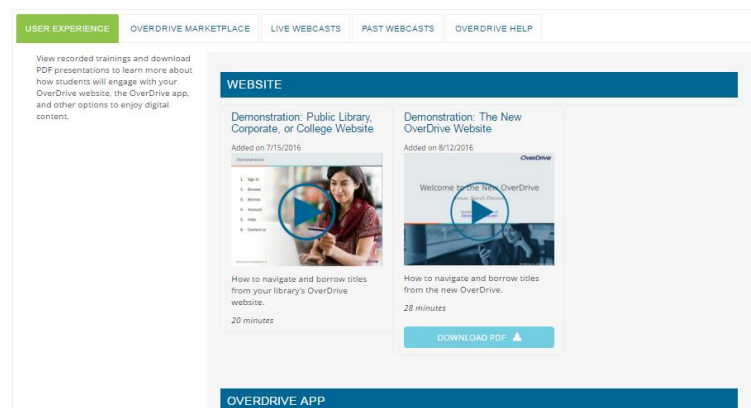 USER EXPERIENCE
OVERDRIVE MARKETPLACE
LIVE WEBCASTS
PAST WEBCASTS
OVERDRIVE HELP
View recorded trainings and download
PDF presentations to learn more about
how students will engage with your
OverDrive website, the OverDrive app,
and other options to enjoy digital
content.
WEBSITE
Demonstration: Public Library,
Corporate, or College Website
Added on 7/15/2016
Demonstration
1. Sign in
2. Browse
3. Borrow
4. Account
5. Help
6. Contact us
How to navigate and borrow titles
from your library's OverDrive
website.
20 minutes
Demonstration: The New
OverDrive Website
Added on 8/12/2016
OverDrive
Welcome to the New OverDrive
How to navigate and borrow titles
from the new OverDrive.
28 minutes
DOWNLOAD PDF
OVERDRIVE APP